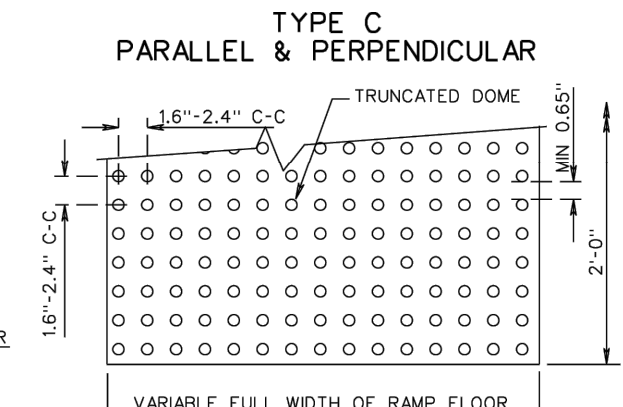 TYPE C
PARALLEL & PERPENDICULAR
1.6"-2.4" C-C
TRUNCATED DOME
MIN 0.65"
1.6"-2.4" C-C
2'-0"
R
VARIABLE FULL WIDTH OF RAMP FLOOR